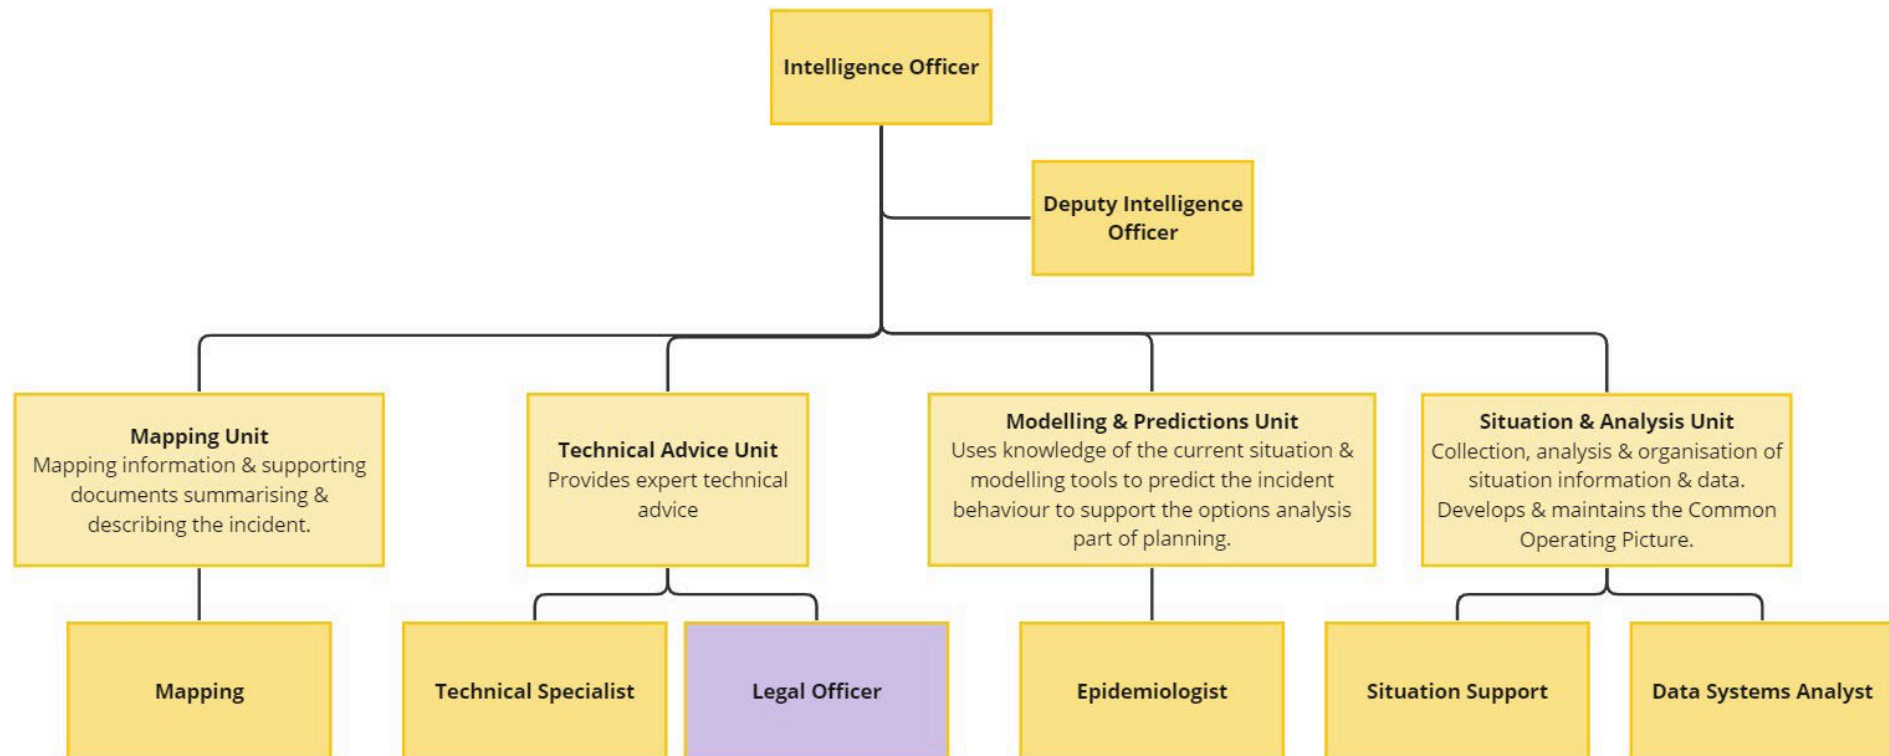 Intelligence Officer
Deputy Intelligence
Officer
Mapping Unit
Mapping information & supporting
documents summarising &
describing the incident.
Technical Advice Unit
Provides expert technical
advice
Modelling & Predictions Unit
Uses knowledge of the current situation &
modelling tools to predict the incident
behaviour to support the options analysis
part of planning.
Situation & Analysis Unit
Collection, analysis & organisation of
situation information & data.
Develops & maintains the Common
Operating Picture.
Mapping
Technical Specialist
Legal Officer
Epidemiologist
Situation Support
Data Systems Analyst